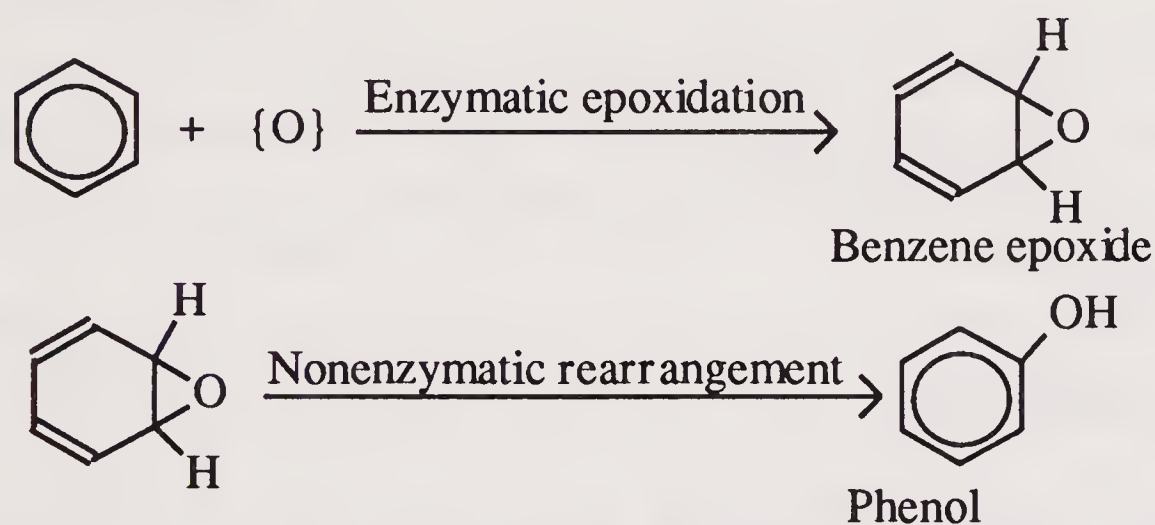 H
+ {O} Enzymatic epoxidation O
H
Benzene epoxide
H
O Nonenzymatic rearrangement OH
H
Phenol